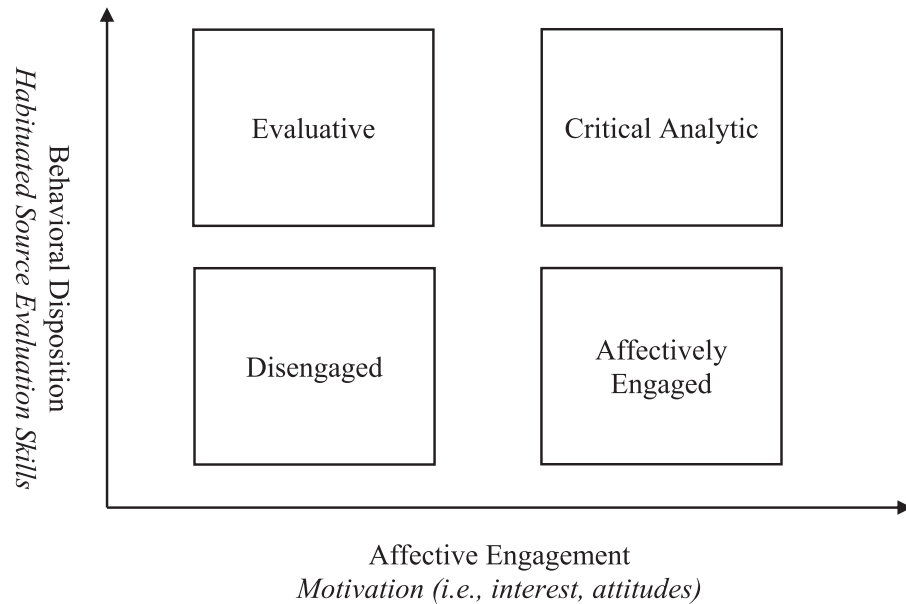 Behavioral Disposition
Habituated Source Evaluation Skills
Evaluative
Critical Analytic
Disengaged
Affectively
Engaged
Affective Engagement
Motivation (i.e., interest, attitudes)